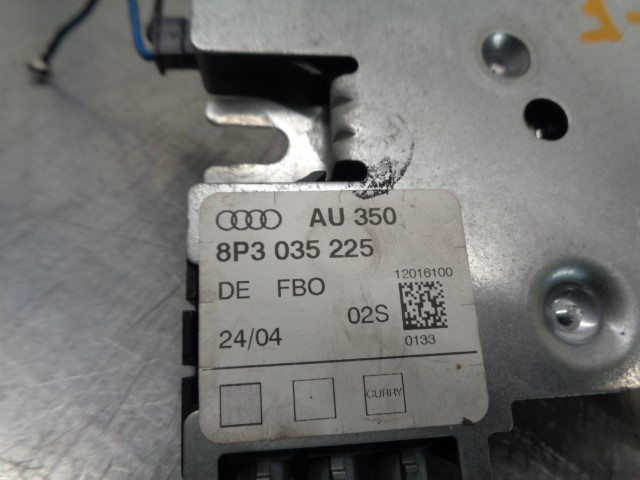 AU 350
8P3 035 225
DE FBO
12016100
02S
24/04
0133
CURRY